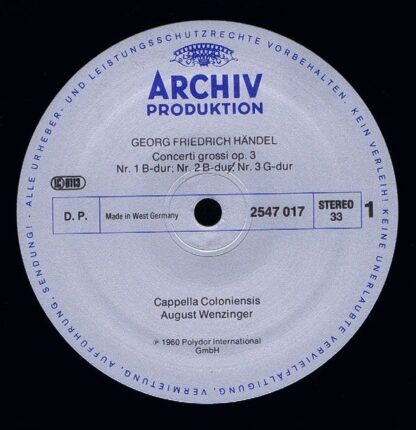 ALLE URHEBER- UND LEISTUNGSSCHUTZRECHTE VORBEHALTEN. KEIN VERLEIH! KEINE UNERLAUBTE VERVIELFÄLTIGUNG, VERMIETUNG, AUFFÜHRUNG, SENDUNG!
ARCHIV
PRODUKTION
GEORG FRIEDRICH HÄNDEL
Concerti grossi op. 3
Nr. 1 B-dur; Nr. 2 B-dur; Nr. 3 G-dur
LC 0113
D. P. Made in West Germany 2547 017 STEREO 33 1
Cappella Coloniensis
August Wenzinger
℗ 1960 Polydor International
GmbH